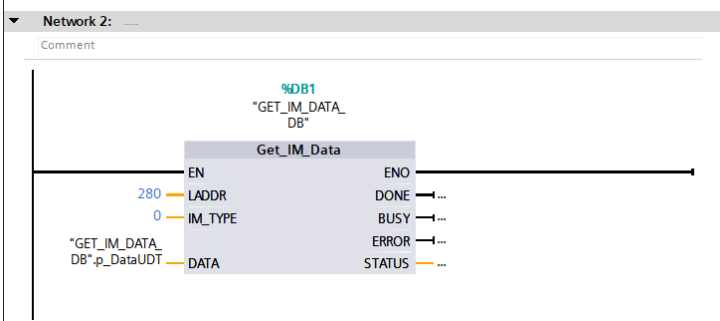 Network 2: .....
Comment
%DB1
"GET_IM_DATA_
DB"
Get_IM_Data
EN ENO
280 LADDR DONE ...
0 IM_TYPE BUSY ...
ERROR ...
"GET_IM_DATA_
DB".p_DataUDT DATA STATUS ...